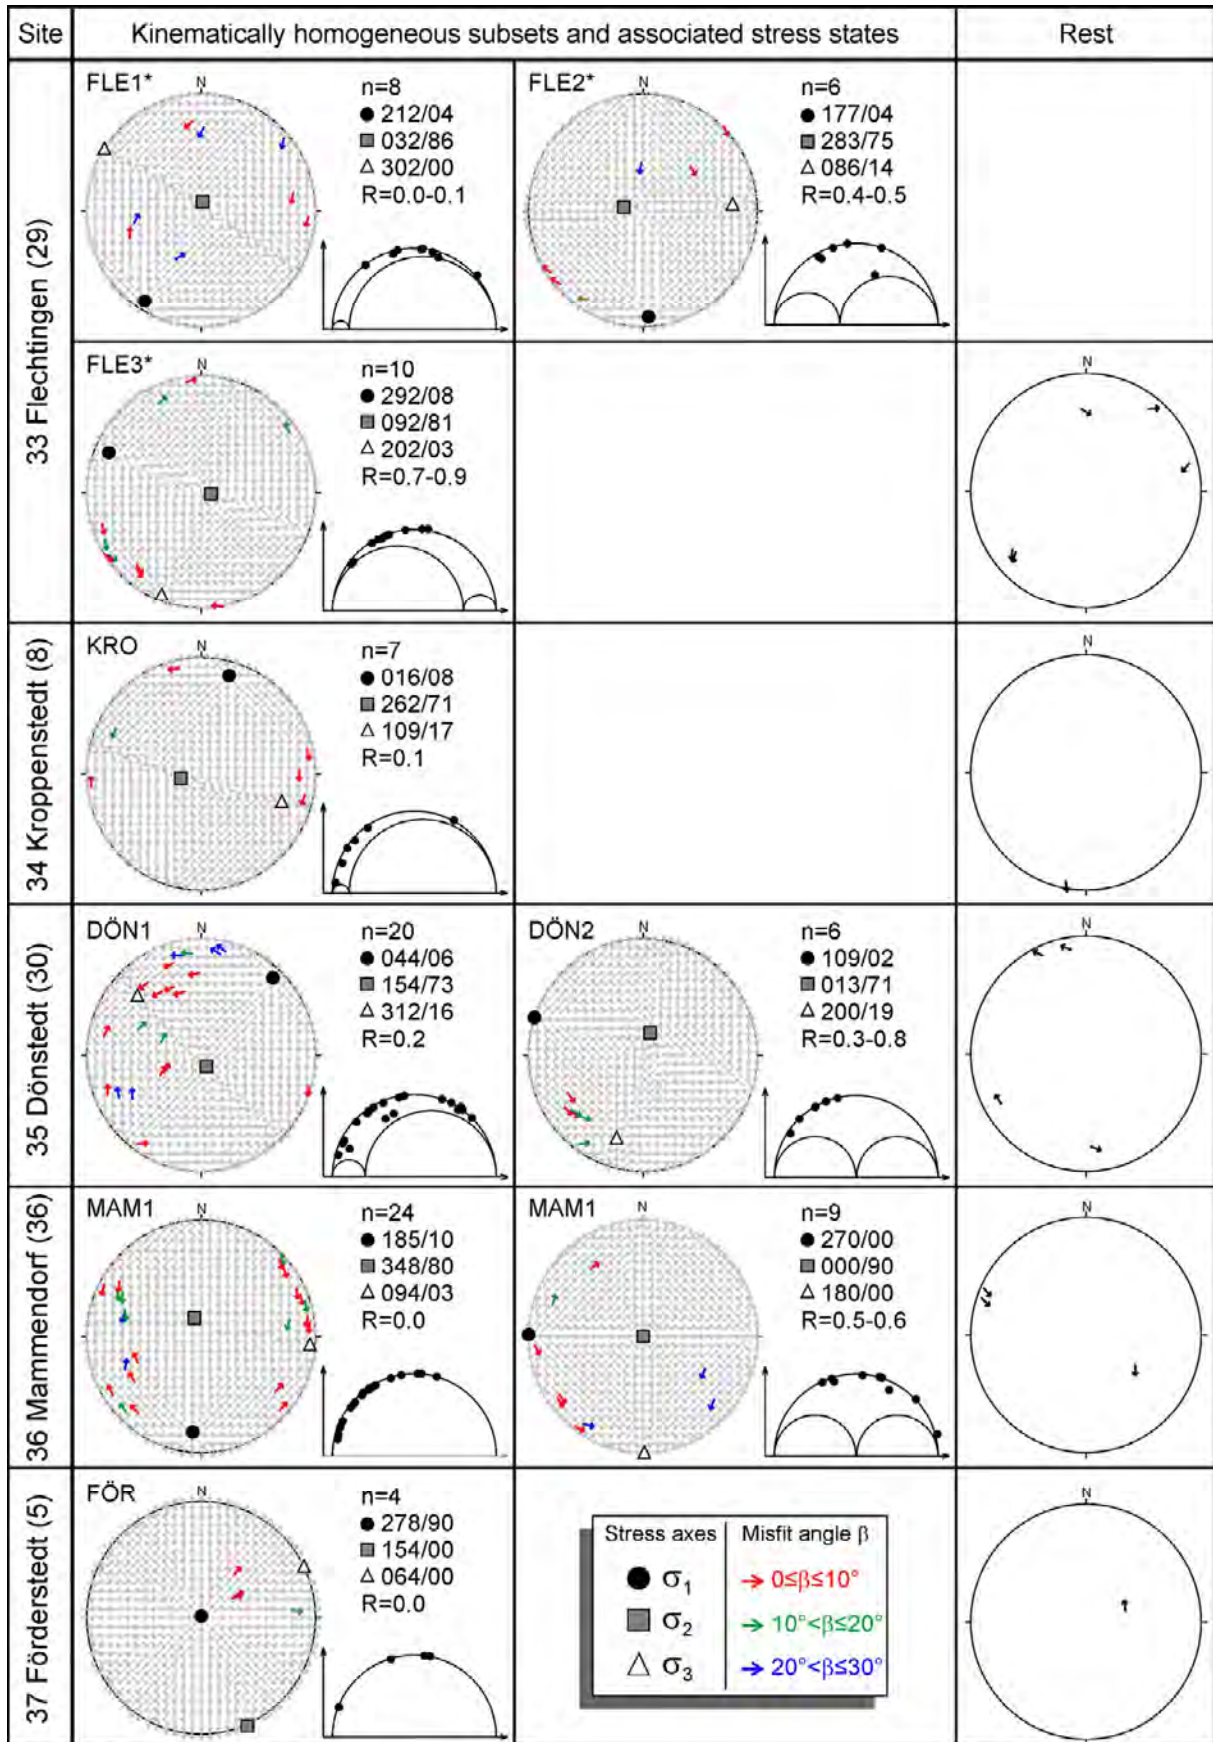 Site
Kinematically homogeneous subsets and associated stress states
Rest
33 Flechtingen (29)
FLE1*
N
n=8
212/04
032/86
302/00
R=0.0-0.1
FLE2*
N
n=6
177/04
283/75
086/14
R=0.4-0.5
FLE3*
N
n=10
292/08
092/81
202/03
R=0.7-0.9
N
34 Kroppenstedt (8)
KRO
N
n=7
016/08
262/71
109/17
R=0.1
N
35 Dönstedt (30)
DÖN1
N
n=20
044/06
154/73
312/16
R=0.2
DÖN2
N
n=6
109/02
013/71
200/19
R=0.3-0.8
N
36 Mammendorf (36)
MAM1
N
n=24
185/10
348/80
094/03
R=0.0
MAM1
N
n=9
270/00
000/90
180/00
R=0.5-0.6
N
37 Förderstedt (5)
FÖR
N
n=4
278/90
154/00
064/00
R=0.0
Stress axes
Misfit angle β
σ1
0≤β≤10°
σ2
10°<β≤20°
σ3
20°<β≤30°
N